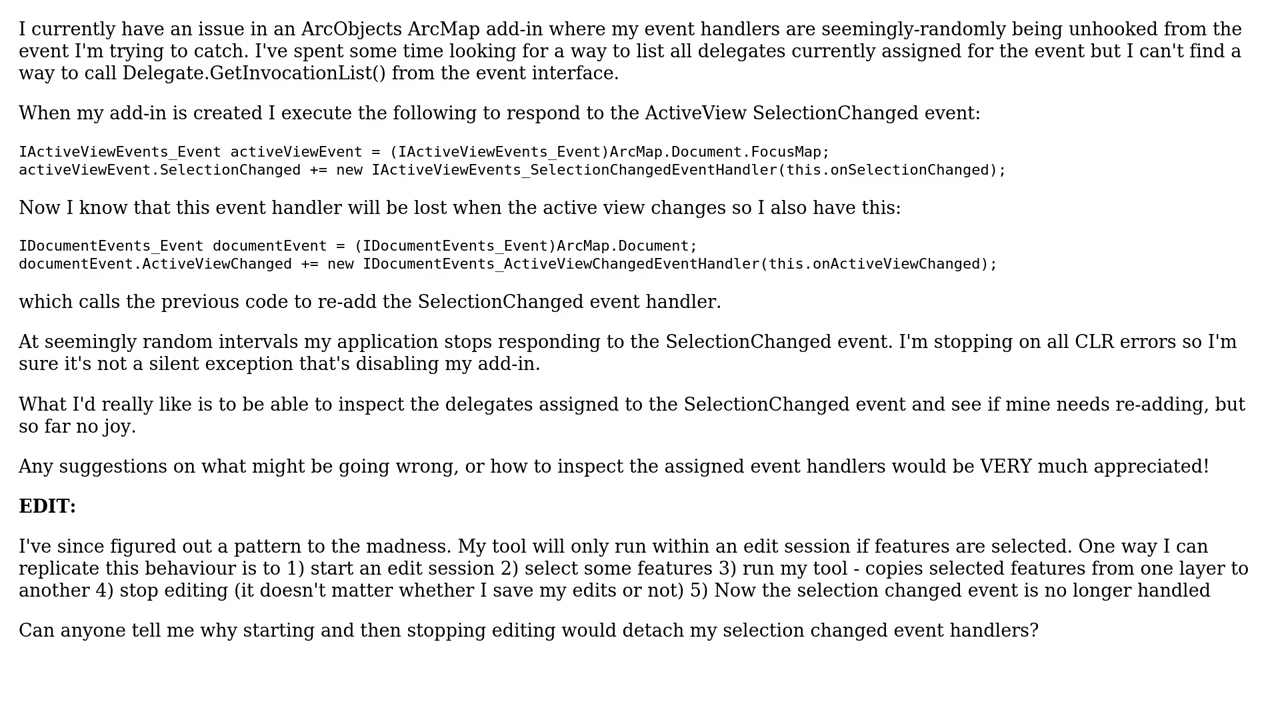 I currently have an issue in an ArcObjects ArcMap add-in where my event handlers are seemingly-randomly being unhooked from the
event I'm trying to catch. I've spent some time looking for a way to list all delegates currently assigned for the event but I can't find a
way to call Delegate.GetInvocationList() from the event interface.
When my add-in is created I execute the following to respond to the ActiveView SelectionChanged event:
IActiveViewEvents_Event activeViewEvent = (IActiveViewEvents_Event)ArcMap.Document.FocusMap;
activeViewEvent.SelectionChanged += new IActiveViewEvents_SelectionChangedEventHandler(this.onSelectionChanged);
Now I know that this event handler will be lost when the active view changes so I also have this:
IDocumentEvents_Event documentEvent = (IDocumentEvents_Event)ArcMap.Document;
documentEvent.ActiveViewChanged += new IDocumentEvents_ActiveViewChangedEventHandler(this.onActiveViewChanged);
which calls the previous code to re-add the SelectionChanged event handler.
At seemingly random intervals my application stops responding to the SelectionChanged event. I'm stopping on all CLR errors so I'm
sure it's not a silent exception that's disabling my add-in.
What I'd really like is to be able to inspect the delegates assigned to the SelectionChanged event and see if mine needs re-adding, but
so far no joy.
Any suggestions on what might be going wrong, or how to inspect the assigned event handlers would be VERY much appreciated!
EDIT:
I've since figured out a pattern to the madness. My tool will only run within an edit session if features are selected. One way I can
replicate this behaviour is to 1) start an edit session 2) select some features 3) run my tool - copies selected features from one layer to
another 4) stop editing (it doesn't matter whether I save my edits or not) 5) Now the selection changed event is no longer handled
Can anyone tell me why starting and then stopping editing would detach my selection changed event handlers?